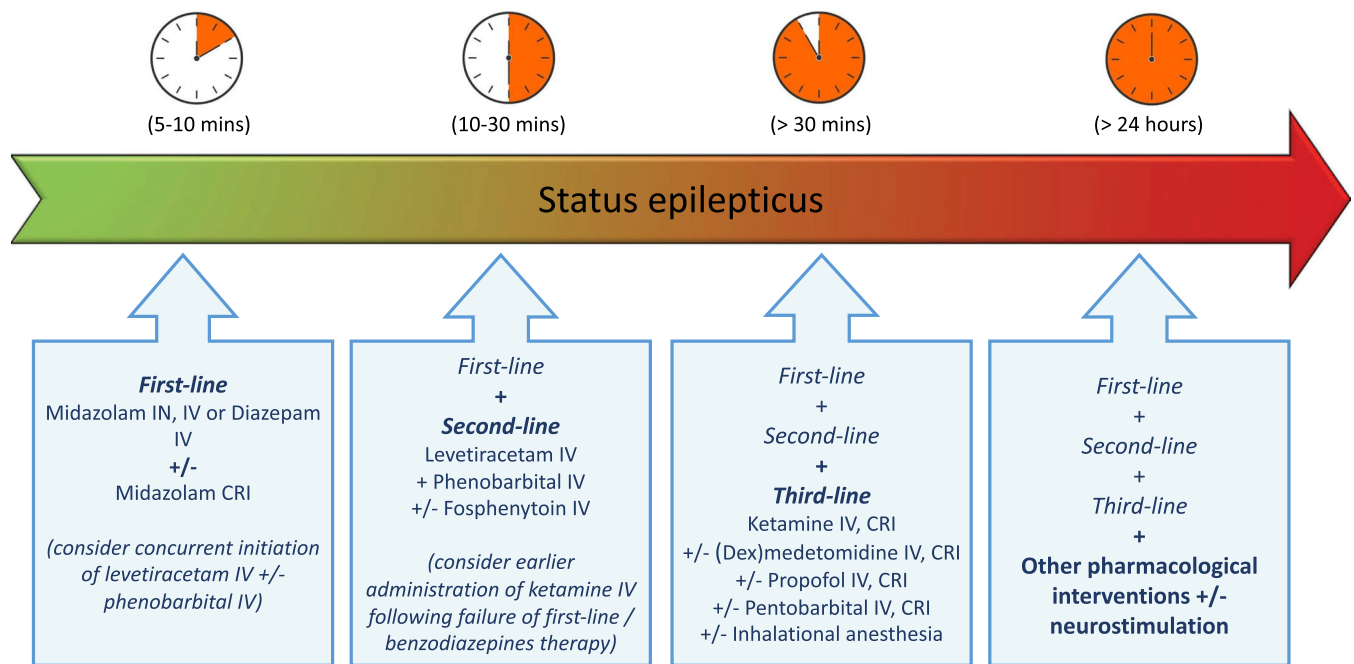 (5-10 mins)
(10-30 mins)
(> 30 mins)
(> 24 hours)
Status epilepticus
First-line
Midazolam IN, IV or Diazepam
IV
+/-
Midazolam CRI
(consider concurrent initiation
of levetiracetam IV +/-
phenobarbital IV)
First-line
+
Second-line
Levetiracetam IV
+ Phenobarbital IV
+/- Fosphenytoin IV
(consider earlier
administration of ketamine IV
following failure of first-line /
benzodiazepines therapy)
First-line
+
Second-line
+
Third-line
Ketamine IV, CRI
+/- (Dex)medetomidine IV, CRI
+/- Propofol IV, CRI
+/- Pentobarbital IV, CRI
+/- Inhalational anesthesia
First-line
+
Second-line
+
Third-line
+
Other pharmacological
interventions +/-
neurostimulation